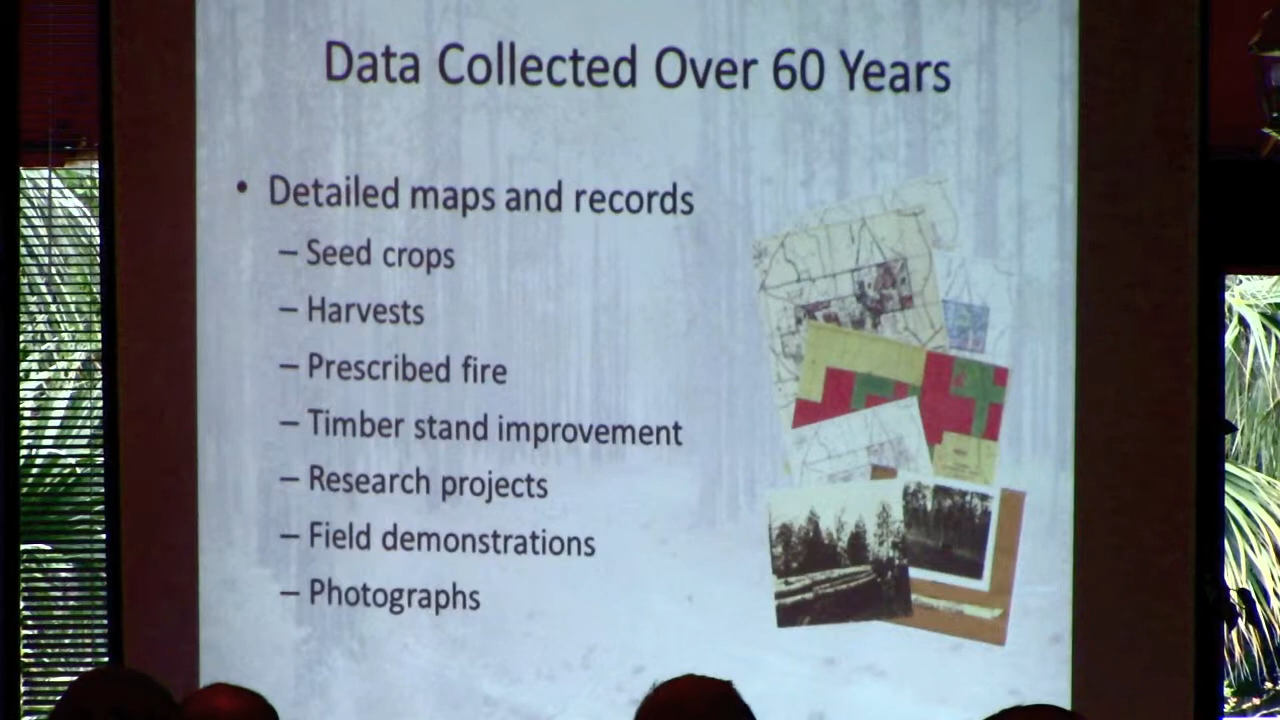 Data Collected Over 60 Years
• Detailed maps and records
– Seed crops
– Harvests
– Prescribed fire
– Timber stand improvement
– Research projects
– Field demonstrations
– Photographs